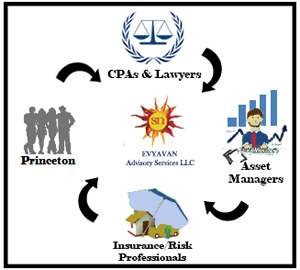 CPAs & Lawyers
SD
EVYAVAN
Advisory Services LLC
Princeton
Asset
Managers
Insurance/Risk
Professionals